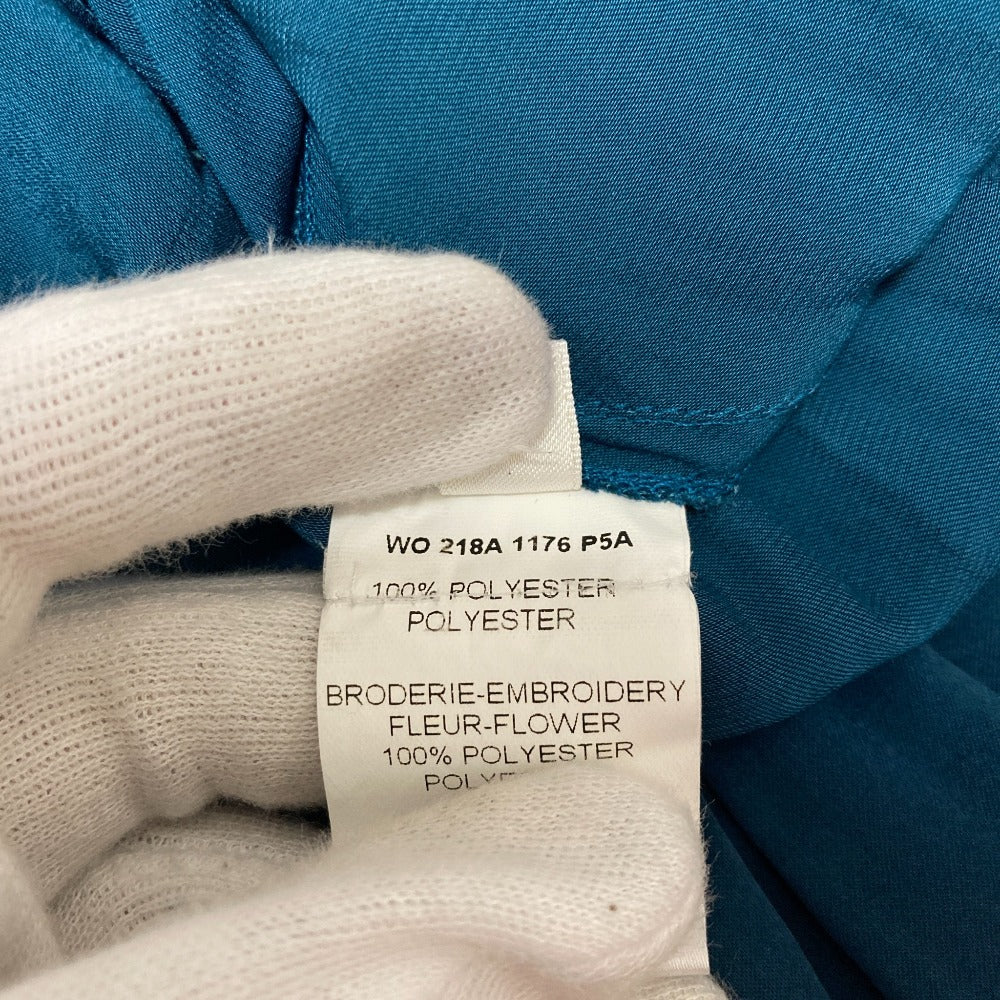 WO 218A 1176 P5A
100% POLYESTER
POLYESTER
BRODERIE-EMBROIDERY
FLEUR-FLOWER
100% POLYESTER